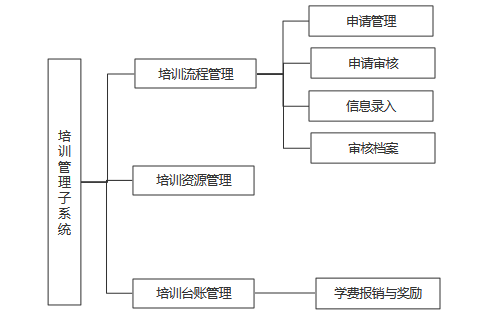 培训管理子系统
培训流程管理
申请管理
申请审核
信息录入
审核档案
培训资源管理
培训台账管理
学费报销与奖励